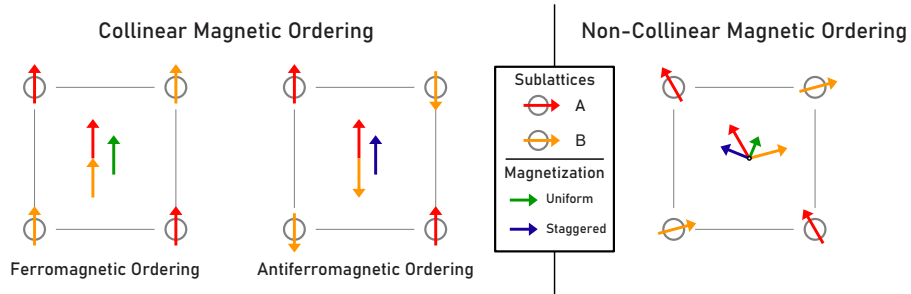 Collinear Magnetic Ordering
Non-Collinear Magnetic Ordering
Sublattices
A
B
Magnetization
Uniform
Staggered
Ferromagnetic Ordering
Antiferromagnetic Ordering